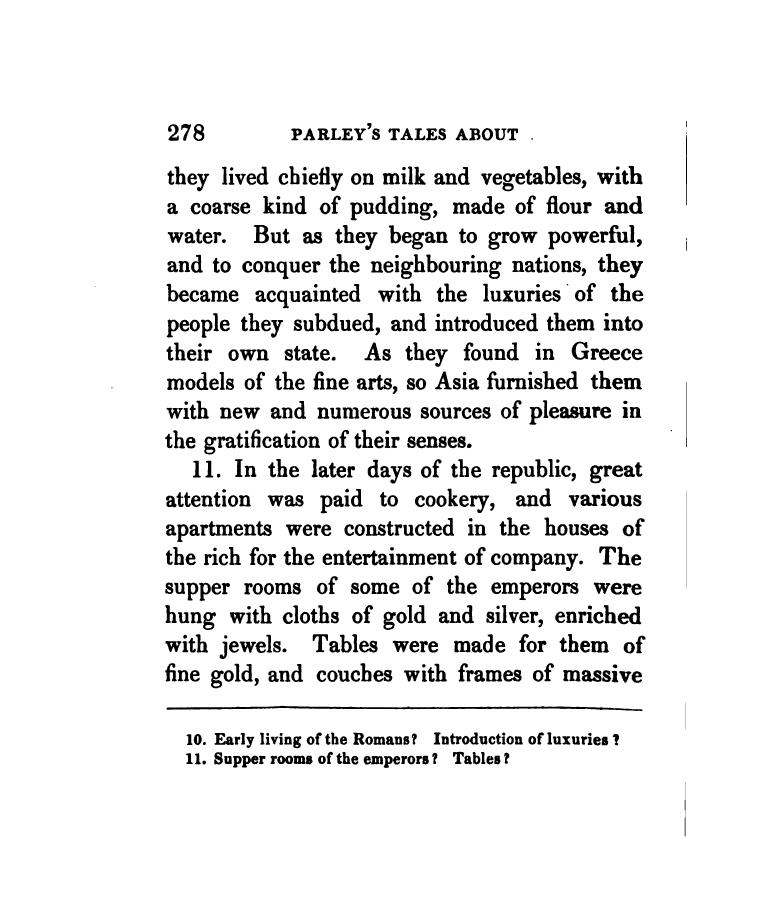 278 PARLEY'S TALES ABOUT
they lived chiefly on milk and vegetables, with
a coarse kind of pudding, made of flour and
water. But as they began to grow powerful,
and to conquer the neighbouring nations, they
became acquainted with the luxuries of the
people they subdued, and introduced them into
their own state. As they found in Greece
models of the fine arts, so Asia furnished them
with new and numerous sources of pleasure in
the gratification of their senses.
11. In the later days of the republic, great
attention was paid to cookery, and various
apartments were constructed in the houses of
the rich for the entertainment of company. The
supper rooms of some of the emperors were
hung with cloths of gold and silver, enriched
with jewels. Tables were made for them of
fine gold, and couches with frames of massive
10. Early living of the Romans? Introduction of luxuries?
11. Supper rooms of the emperors? Tables?